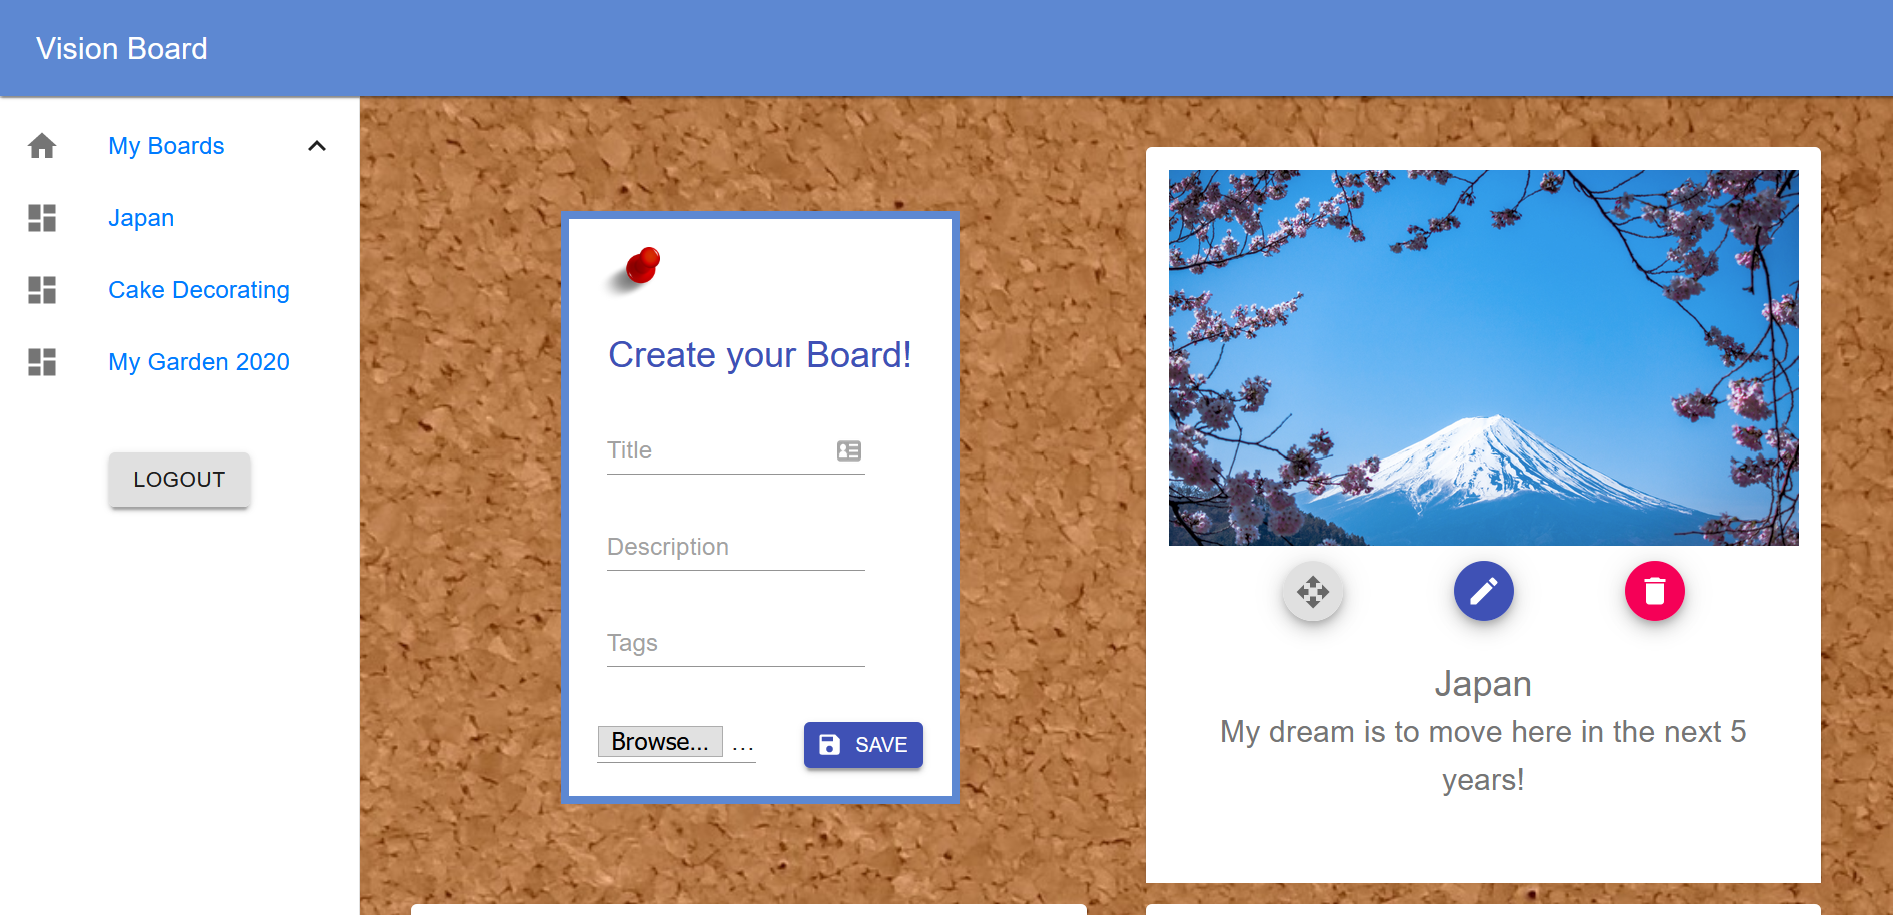 Vision Board
My Boards
Japan
Cake Decorating
My Garden 2020
LOGOUT
Create your Board!
Title
Description
Tags
Browse... ...
SAVE
Japan
My dream is to move here in the next 5
years!